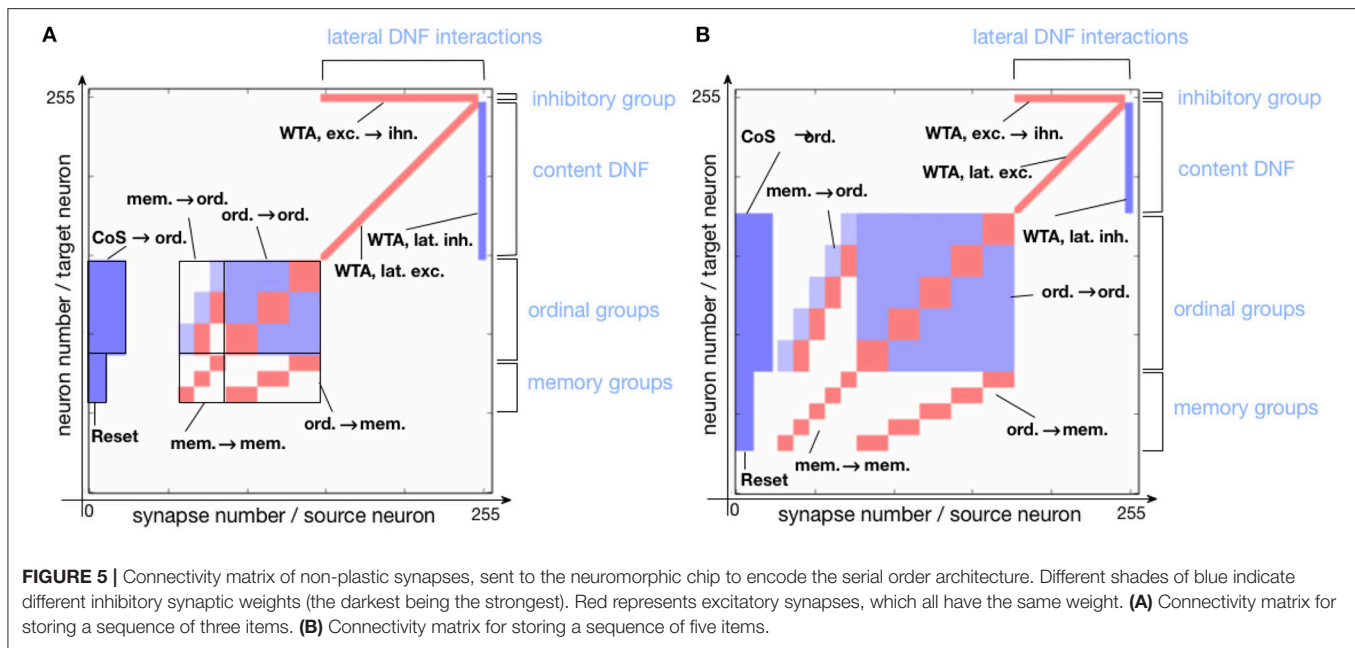 A
lateral DNF interactions
255
inhibitory group
WTA, exc. → ihn.
content DNF
mem. → ord.
ord. → ord.
CoS → ord.
WTA, lat. inh.
WTA, lat. exc.
ordinal groups
memory groups
Reset
ord. → mem.
mem. → mem.
neuron number / target neuron
0
synapse number / source neuron
255
B
lateral DNF interactions
255
inhibitory group
WTA, exc. → ihn.
CoS → ord.
WTA, lat. exc.
content DNF
mem. → ord.
WTA, lat. inh.
ord. → ord.
ordinal groups
memory groups
ord. → mem.
mem. → mem.
Reset
neuron number / target neuron
0
synapse number / source neuron
255
FIGURE 5 | Connectivity matrix of non-plastic synapses, sent to the neuromorphic chip to encode the serial order architecture. Different shades of blue indicate
different inhibitory synaptic weights (the darkest being the strongest). Red represents excitatory synapses, which all have the same weight. (A) Connectivity matrix for
storing a sequence of three items. (B) Connectivity matrix for storing a sequence of five items.